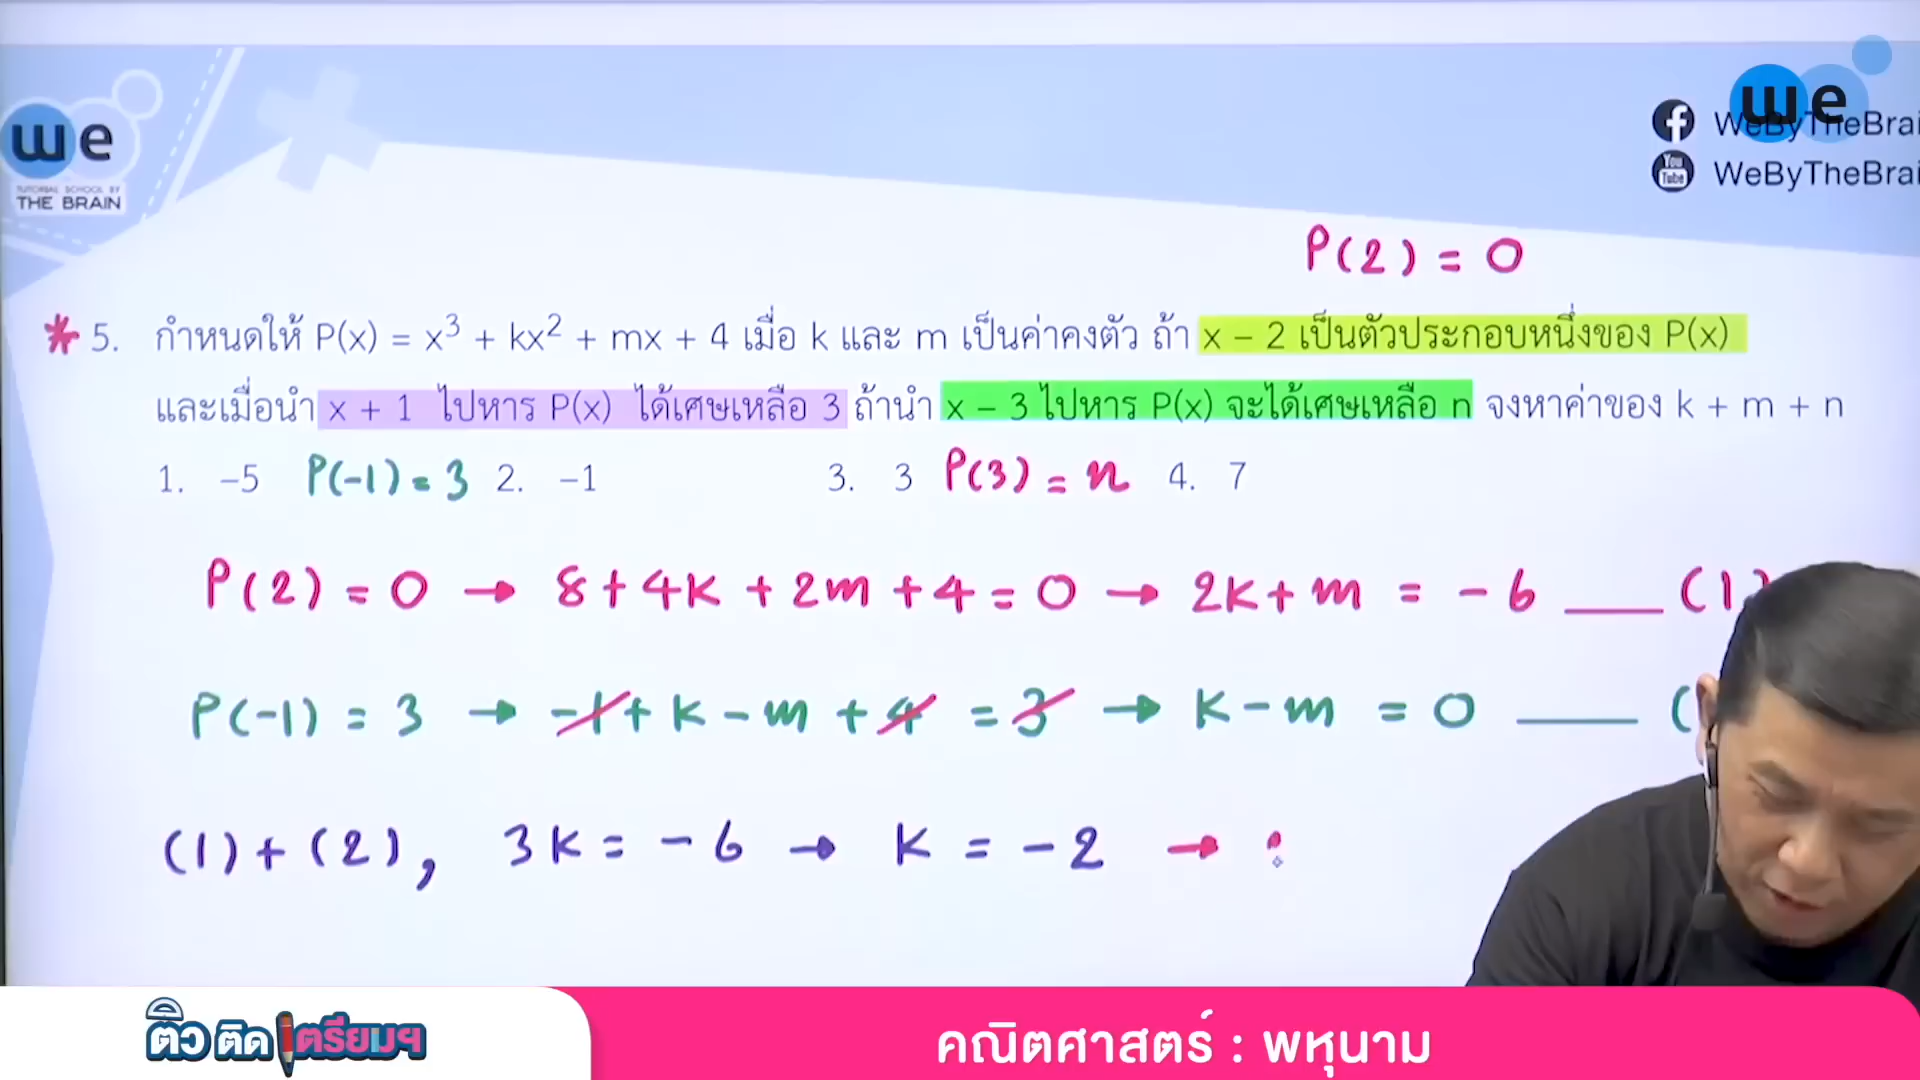 we
we
TUTORIAL SCHOOL BY
THE BRAIN
WeByTheBrai
You Tube
WeByTheBrai
P(2) = 0
* 5. กำหนดให้ P(x) = x³ + kx² + mx + 4 เมื่อ k และ m เป็นค่าคงตัว ถ้า x – 2 เป็นตัวประกอบหนึ่งของ P(x)
และเมื่อนำ x + 1 ไปหาร P(x) ได้เศษเหลือ 3 ถ้านำ x – 3 ไปหาร P(x) จะได้เศษเหลือ n จงหาค่าของ k + m + n
1. –5 P(-1) = 3 2. –1 3. 3 P(3) = n 4. 7
P(2) = 0 → 8 + 4k + 2m + 4 = 0 → 2k + m = - 6 ___ (1)
P(-1) = 3 → -1 + k - m + 4 = 3 → k - m = 0 ___ (
(1) + (2), 3k = - 6 → k = - 2 →
ติว ติด เตรียมฯ
คณิตศาสตร์ : พหุนาม